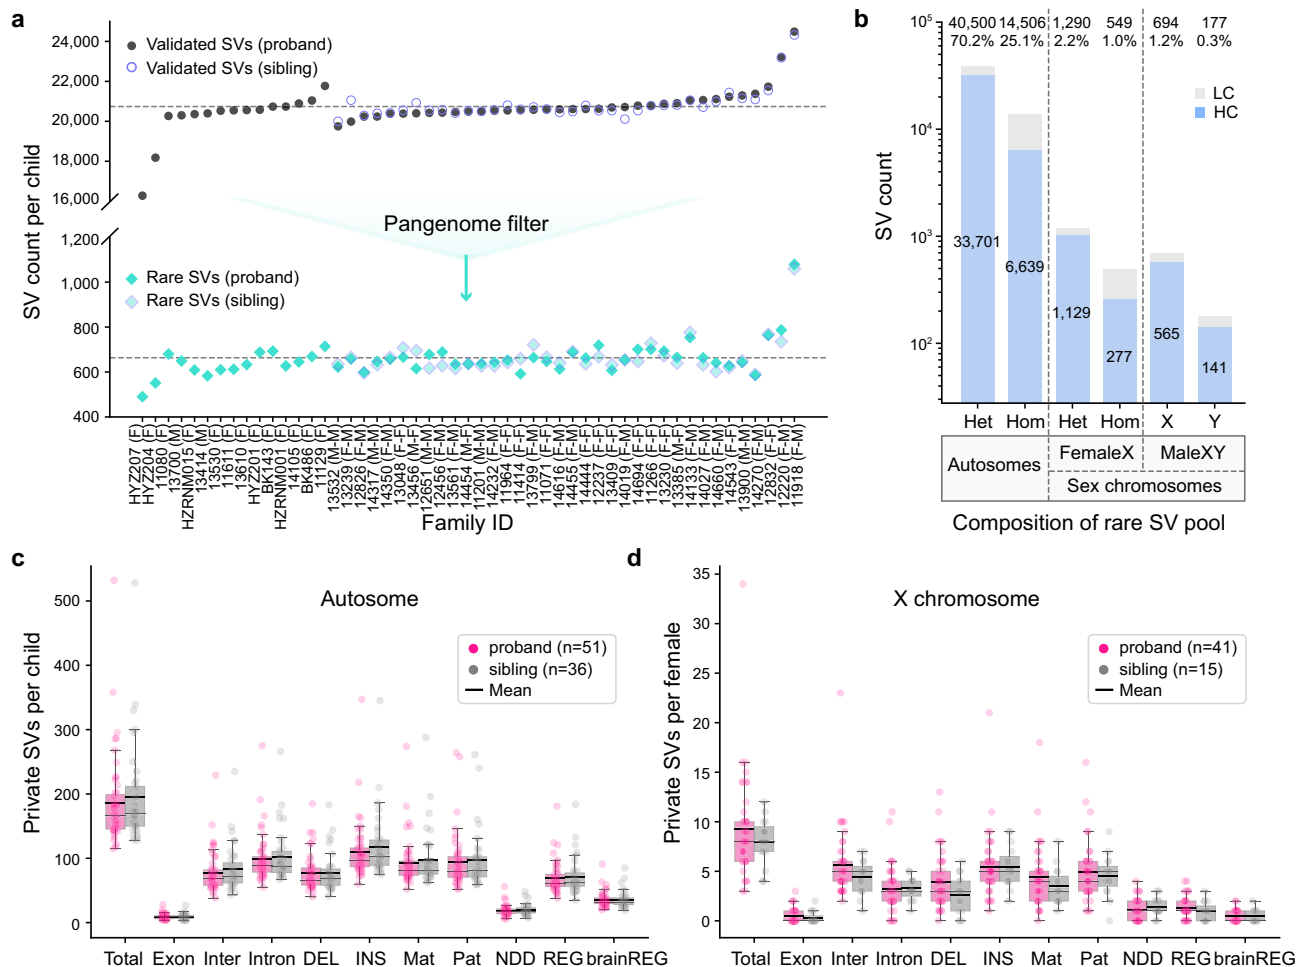 a
24,000
22,000
20,000
18,000
16,000
1,200
1,000
800
600
400
SV count per child
Validated SVs (proband)
Validated SVs (sibling)
Pangenome filter
Rare SVs (proband)
Rare SVs (sibling)
HYZ207 (F)
HYZ204 (F)
11080 (F)
13700 (M)
HZRNM015 (F)
13414 (M)
13530 (F)
11611 (F)
13610 (F)
HYZ201 (F)
BK143 (F)
HZRNM001 (F)
14105 (F)
BK486 (F)
11129 (F)
13532 (M-M)
13239 (F-M)
12826 (F-M)
14317 (M-M)
14350 (F-M)
13048 (F-F)
13456 (M-F)
12651 (M-M)
12456 (F-M)
13561 (F-M)
14454 (M-F)
11201 (M-M)
14232 (F-M)
11964 (F-F)
11414 (F-M)
13793 (F-M)
11071 (F-F)
14616 (F-M)
14455 (F-M)
14444 (F-F)
12237 (F-F)
13409 (F-F)
14019 (F-M)
14694 (F-F)
11266 (F-F)
13230 (F-F)
13385 (M-F)
14133 (F-M)
14027 (F-M)
14660 (F-M)
14543 (F-F)
13900 (M-M)
14270 (F-M)
12832 (F-F)
12220 (F-M)
11918 (F-M)
Family ID
b
10⁵
10⁴
10³
10²
SV count
40,500 14,506 1,290 549 694 177
70.2% 25.1% 2.2% 1.0% 1.2% 0.3%
LC
HC
33,701
6,639
1,129
277
565
141
Het Hom Het Hom X Y
Autosomes
FemaleX MaleXY
Sex chromosomes
Composition of rare SV pool
c
Autosome
500
400
300
200
100
0
Private SVs per child
proband (n=51)
sibling (n=36)
Mean
Total Exon Inter Intron DEL INS Mat Pat NDD REG brainREG
d
X chromosome
35
30
25
20
15
10
5
0
Private SVs per female
proband (n=41)
sibling (n=15)
Mean
Total Exon Inter Intron DEL INS Mat Pat NDD REG brainREG